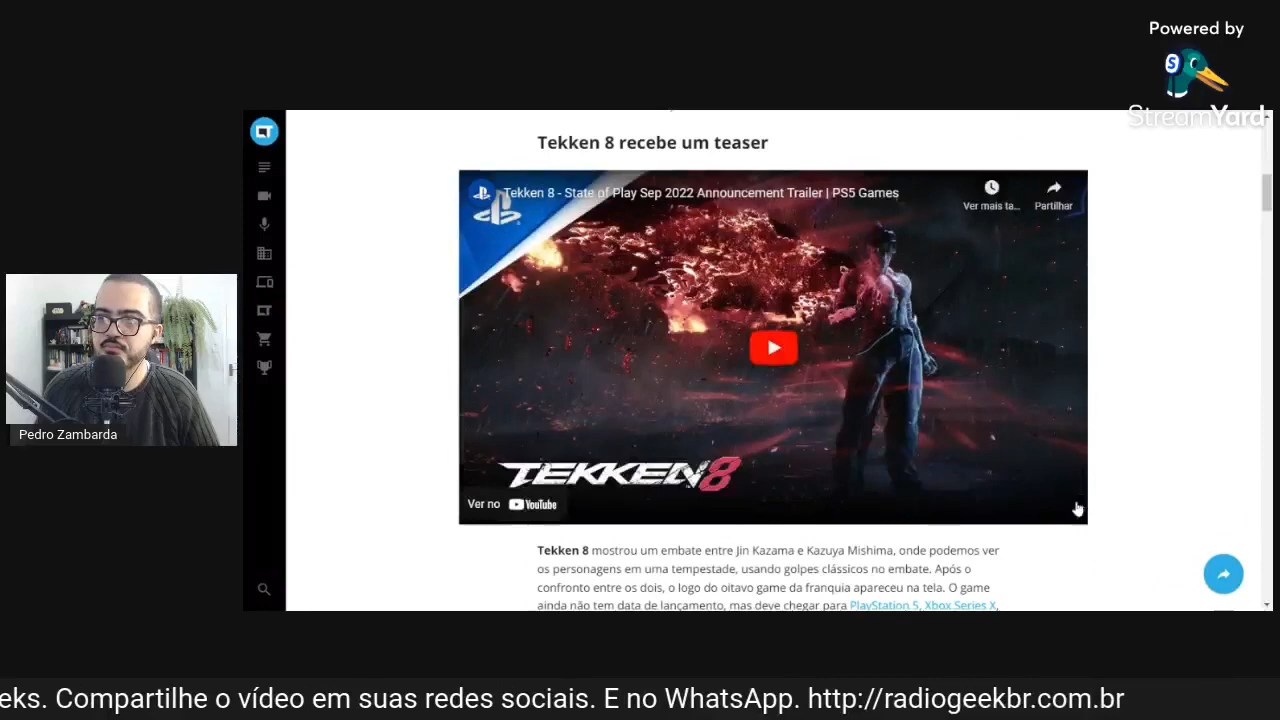 Powered by
StreamYard
Tekken 8 recebe um teaser
Tekken 8 - State of Play Sep 2022 Announcement Trailer | PS5 Games
Ver mais ta...
Partilhar
TEKKEN 8
Ver no YouTube
Pedro Zambarda
Tekken 8 mostrou um embate entre Jin Kazama e Kazuya Mishima, onde podemos ver
os personagens em uma tempestade, usando golpes clássicos no embate. Após o
confronto entre os dois, o logo do oitavo game da franquia apareceu na tela. O game
ainda não tem data de lançamento, mas deve chegar para PlayStation 5, Xbox Series X,
eks. Compartilhe o vídeo em suas redes sociais. E no WhatsApp. http://radiogeekbr.com.br